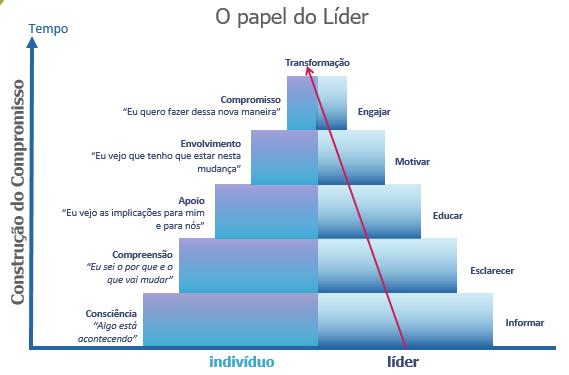 O papel do Líder
Tempo
Construção do Compromisso
Transformação
Compromisso
“Eu quero fazer dessa nova maneira”
Engajar
Envolvimento
“Eu vejo que tenho que estar nesta
mudança”
Motivar
Apoio
“Eu vejo as implicações para mim
e para nós”
Educar
Compreensão
“Eu sei o por que e o
que vai mudar”
Esclarecer
Consciência
“Algo está
acontecendo”
Informar
indivíduo
líder